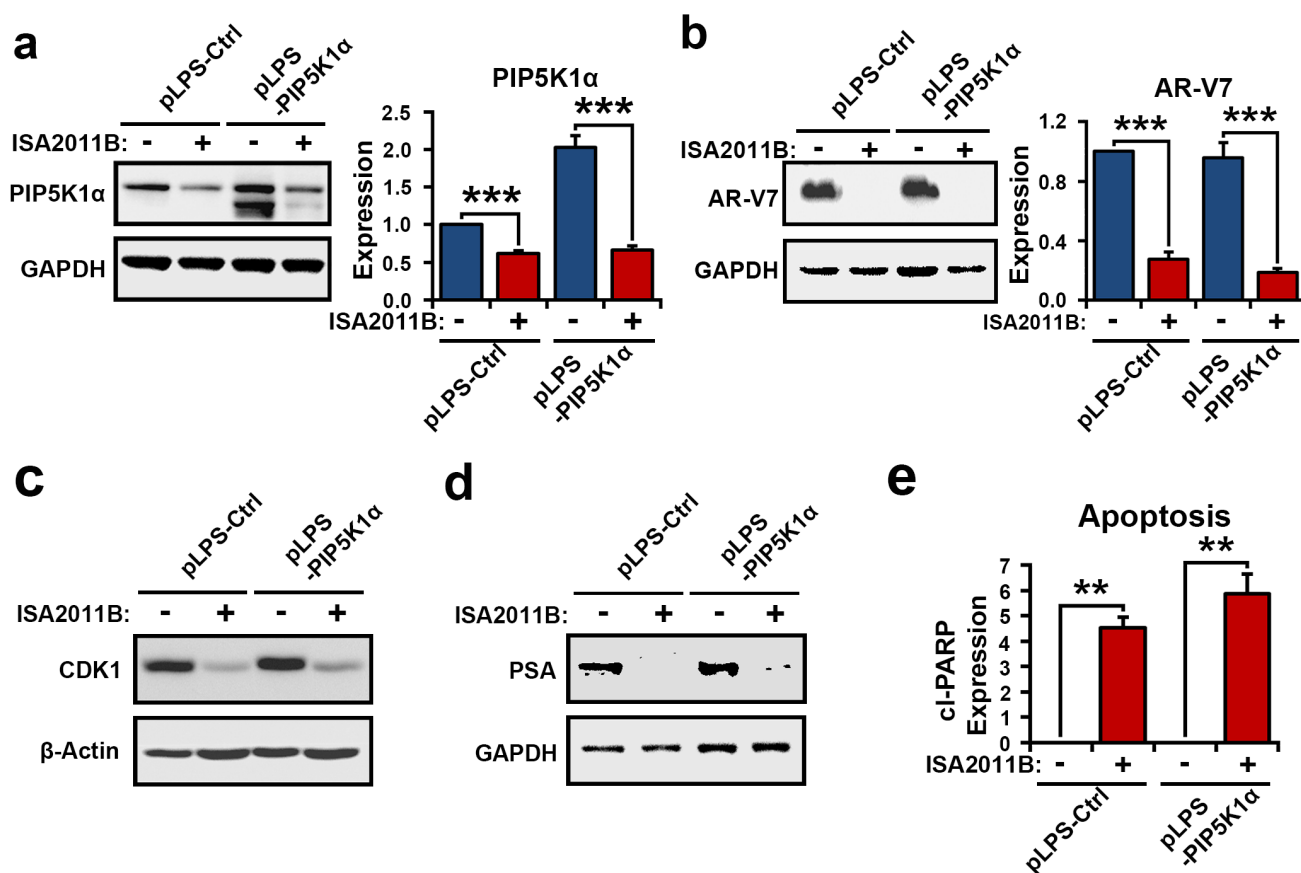 a
pLPS-Ctrl
pLPS
-PIP5K1α
ISA2011B: - + - +
PIP5K1α
GAPDH
PIP5K1α
Expression
2.5
2.0
1.5
1.0
0.5
0.0
***
***
ISA2011B: - + - +
pLPS-Ctrl
pLPS
-PIP5K1α
b
pLPS-Ctrl
pLPS
-PIP5K1α
ISA2011B: - + - +
AR-V7
GAPDH
AR-V7
Expression
1.2
0.8
0.4
0.0
***
***
ISA2011B: - + - +
pLPS-Ctrl
pLPS
-PIP5K1α
c
pLPS-Ctrl
pLPS
-PIP5K1α
ISA2011B: - + - +
CDK1
β-Actin
d
pLPS-Ctrl
pLPS
-PIP5K1α
ISA2011B: - + - +
PSA
GAPDH
e
Apoptosis
cl-PARP
Expression
7
6
5
4
3
2
1
0
**
**
ISA2011B: - + - +
pLPS-Ctrl
pLPS
-PIP5K1α